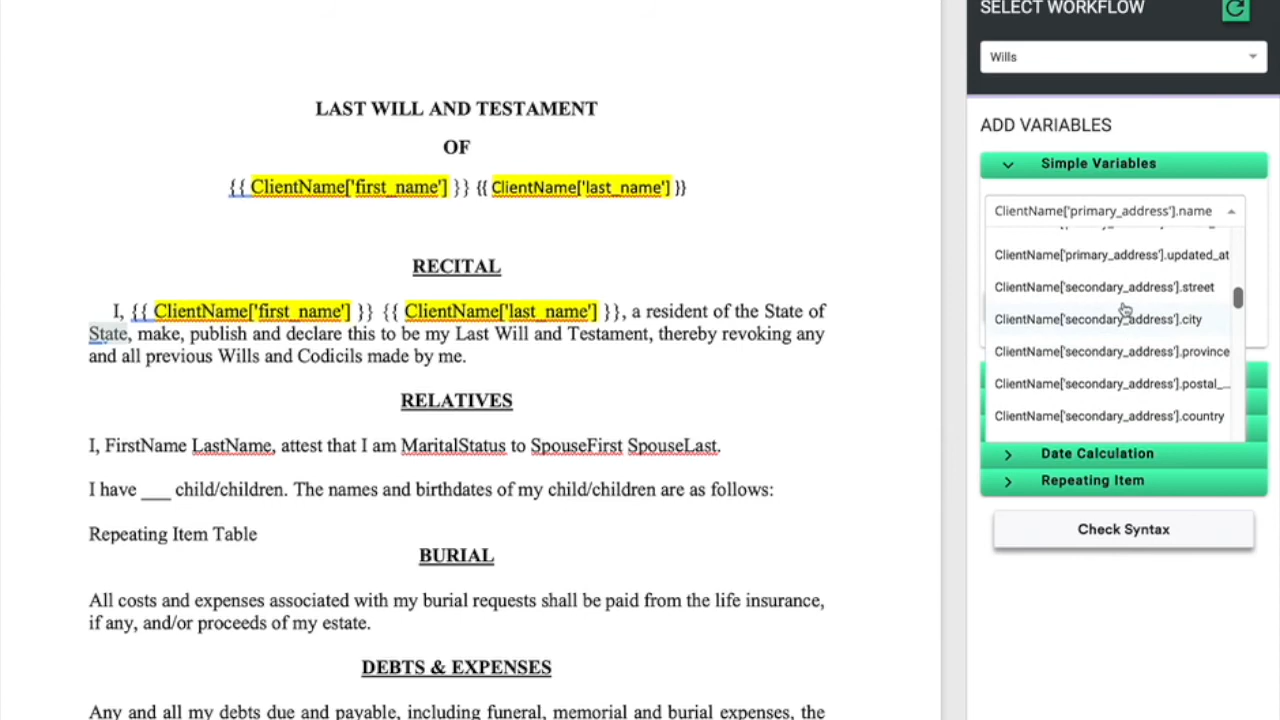 SELECT WORKFLOW
Wills
LAST WILL AND TESTAMENT
OF
{{ ClientName['first_name'] }} {{ ClientName['last_name'] }}
RECITAL
I, {{ ClientName['first_name'] }} {{ ClientName['last_name'] }}, a resident of the State of
State, make, publish and declare this to be my Last Will and Testament, thereby revoking any
and all previous Wills and Codicils made by me.
RELATIVES
I, FirstName LastName, attest that I am MaritalStatus to SpouseFirst SpouseLast.
I have ___ child/children. The names and birthdates of my child/children are as follows:
Repeating Item Table
BURIAL
All costs and expenses associated with my burial requests shall be paid from the life insurance,
if any, and/or proceeds of my estate.
DEBTS & EXPENSES
Any and all my debts due and payable, including funeral, memorial and burial expenses, the
ADD VARIABLES
Simple Variables
ClientName['primary_address'].name
ClientName['primary_address'].updated_at
ClientName['secondary_address'].street
ClientName['secondary_address'].city
ClientName['secondary_address'].province
ClientName['secondary_address'].postal_...
ClientName['secondary_address'].country
Date Calculation
Repeating Item
Check Syntax